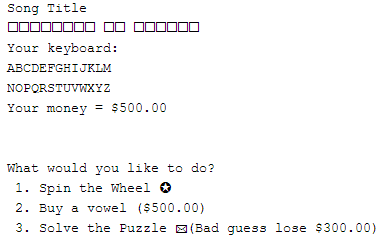 Song Title
□□□□□□□□ □□ □□□□□□
Your keyboard:
ABCDEFGHIJKLM
NOPQRSTUVWXYZ
Your money = $500.00
What would you like to do?
1. Spin the Wheel ✪
2. Buy a vowel ($500.00)
3. Solve the Puzzle ✉(Bad guess lose $300.00)